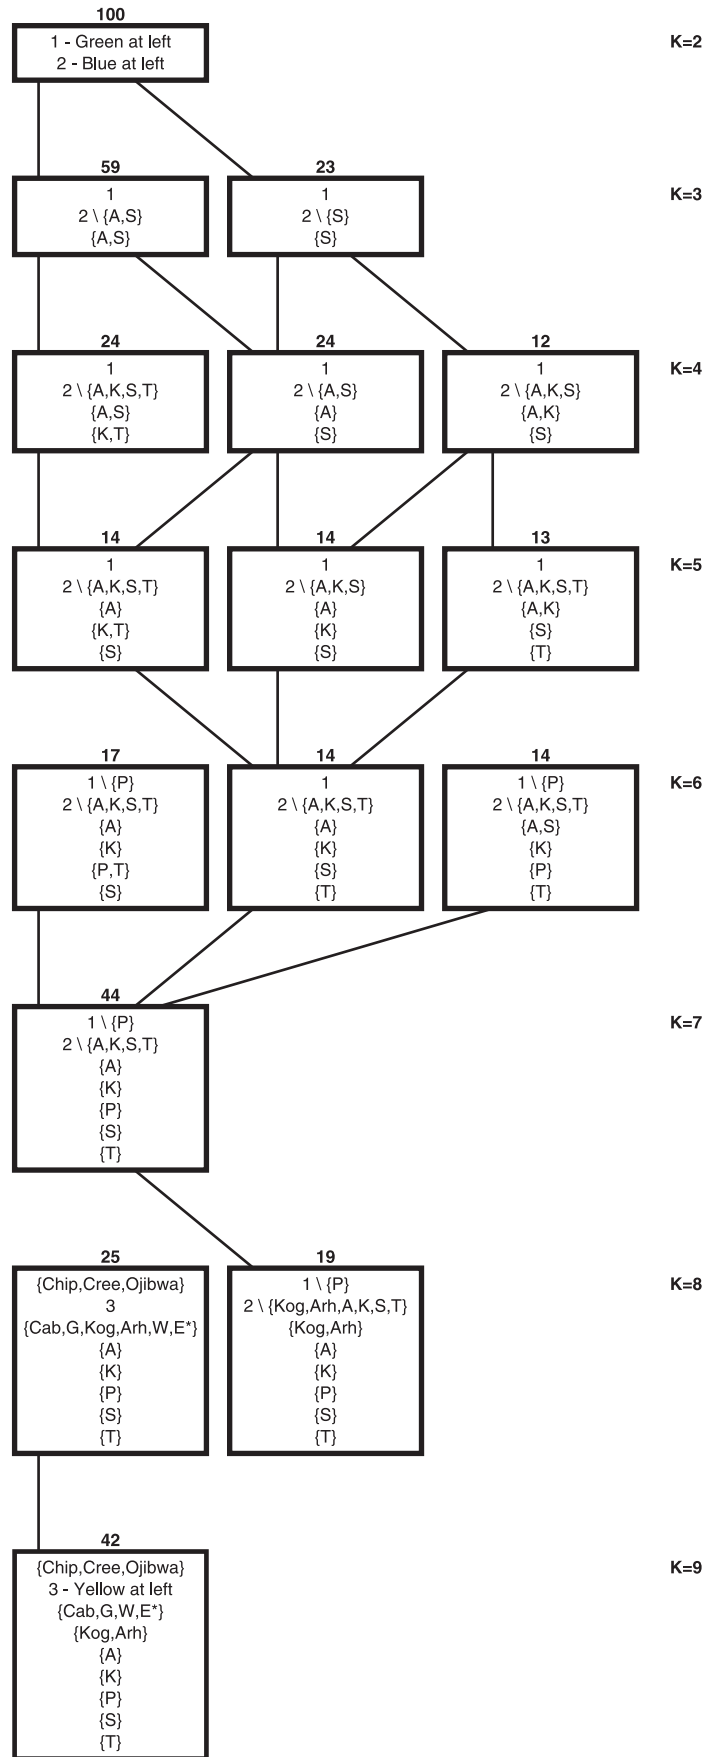 100
1 - Green at left
2 - Blue at left
K=2
59
1
2 \ {A,S}
{A,S}
23
1
2 \ {S}
{S}
K=3
24
1
2 \ {A,K,S,T}
{A,S}
{K,T}
24
1
2 \ {A,S}
{A}
{S}
12
1
2 \ {A,K,S}
{A,K}
{S}
K=4
14
1
2 \ {A,K,S,T}
{A}
{K,T}
{S}
14
1
2 \ {A,K,S}
{A}
{K}
{S}
13
1
2 \ {A,K,S,T}
{A,K}
{S}
{T}
K=5
17
1 \ {P}
2 \ {A,K,S,T}
{A}
{K}
{P,T}
{S}
14
1
2 \ {A,K,S,T}
{A}
{K}
{S}
{T}
14
1 \ {P}
2 \ {A,K,S,T}
{A,S}
{K}
{P}
{T}
K=6
44
1 \ {P}
2 \ {A,K,S,T}
{A}
{K}
{P}
{S}
{T}
K=7
25
{Chip,Cree,Ojibwa}
3
{Cab,G,Kog,Arh,W,E*}
{A}
{K}
{P}
{S}
{T}
19
1 \ {P}
2 \ {Kog,Arh,A,K,S,T}
{Kog,Arh}
{A}
{K}
{P}
{S}
{T}
K=8
42
{Chip,Cree,Ojibwa}
3 - Yellow at left
{Cab,G,W,E*}
{Kog,Arh}
{A}
{K}
{P}
{S}
{T}
K=9